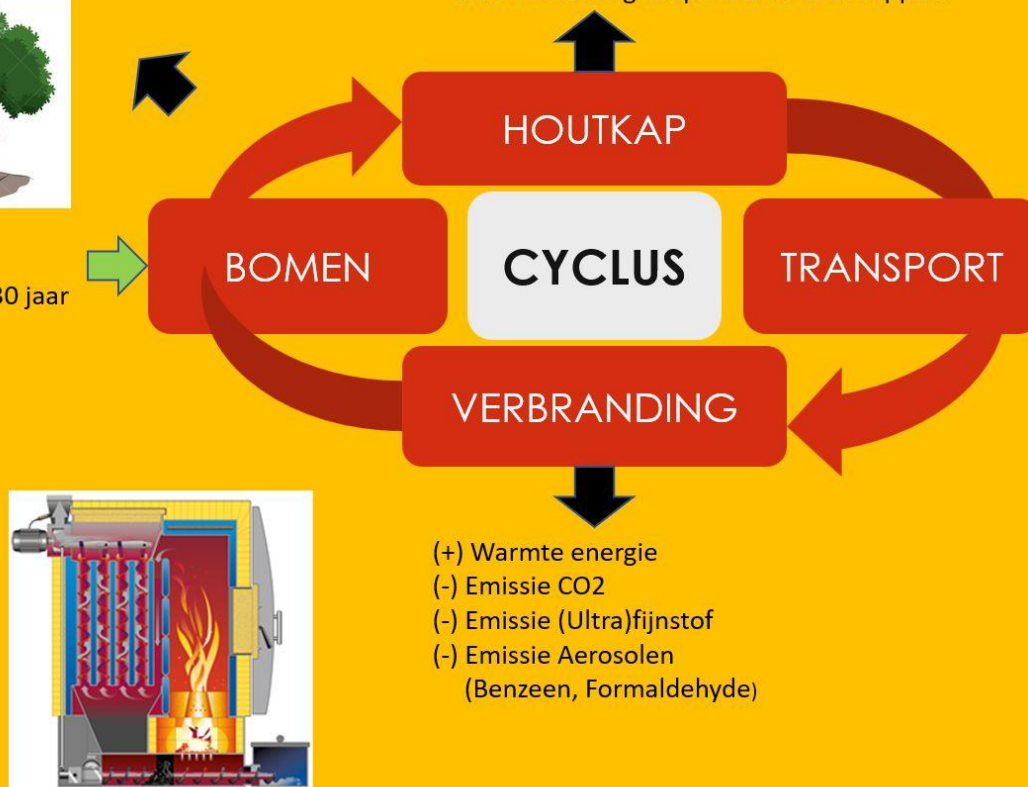 HOUTKAP
BOMEN
CYCLUS
TRANSPORT
30 jaar
VERBRANDING
(+) Warmte energie
(-) Emissie CO2
(-) Emissie (Ultra)fijnstof
(-) Emissie Aerosolen
(Benzeen, Formaldehyde)